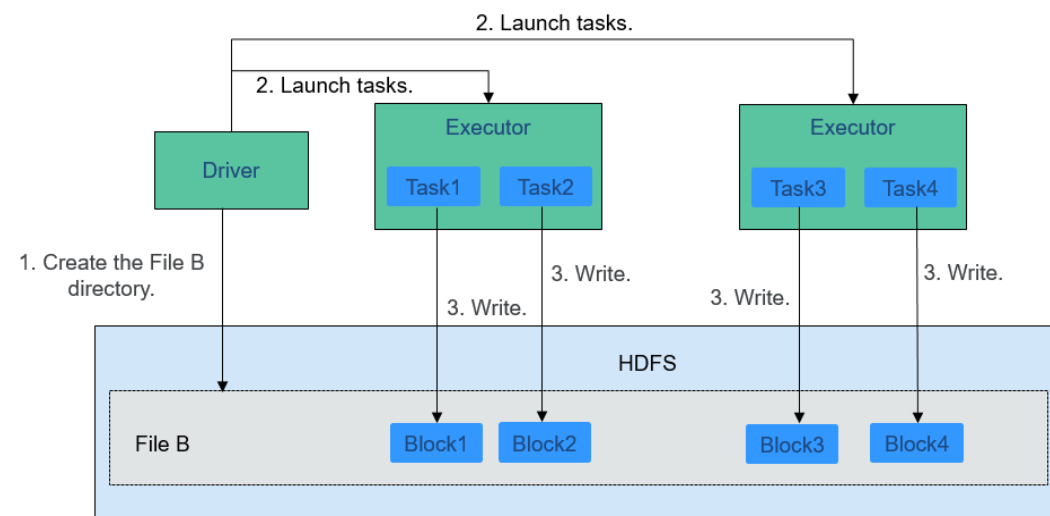 2. Launch tasks.
2. Launch tasks.
Executor
Executor
Driver
Task1
Task2
Task3
Task4
1. Create the File B
directory.
3. Write.
3. Write.
3. Write.
3. Write.
HDFS
File B
Block1
Block2
Block3
Block4